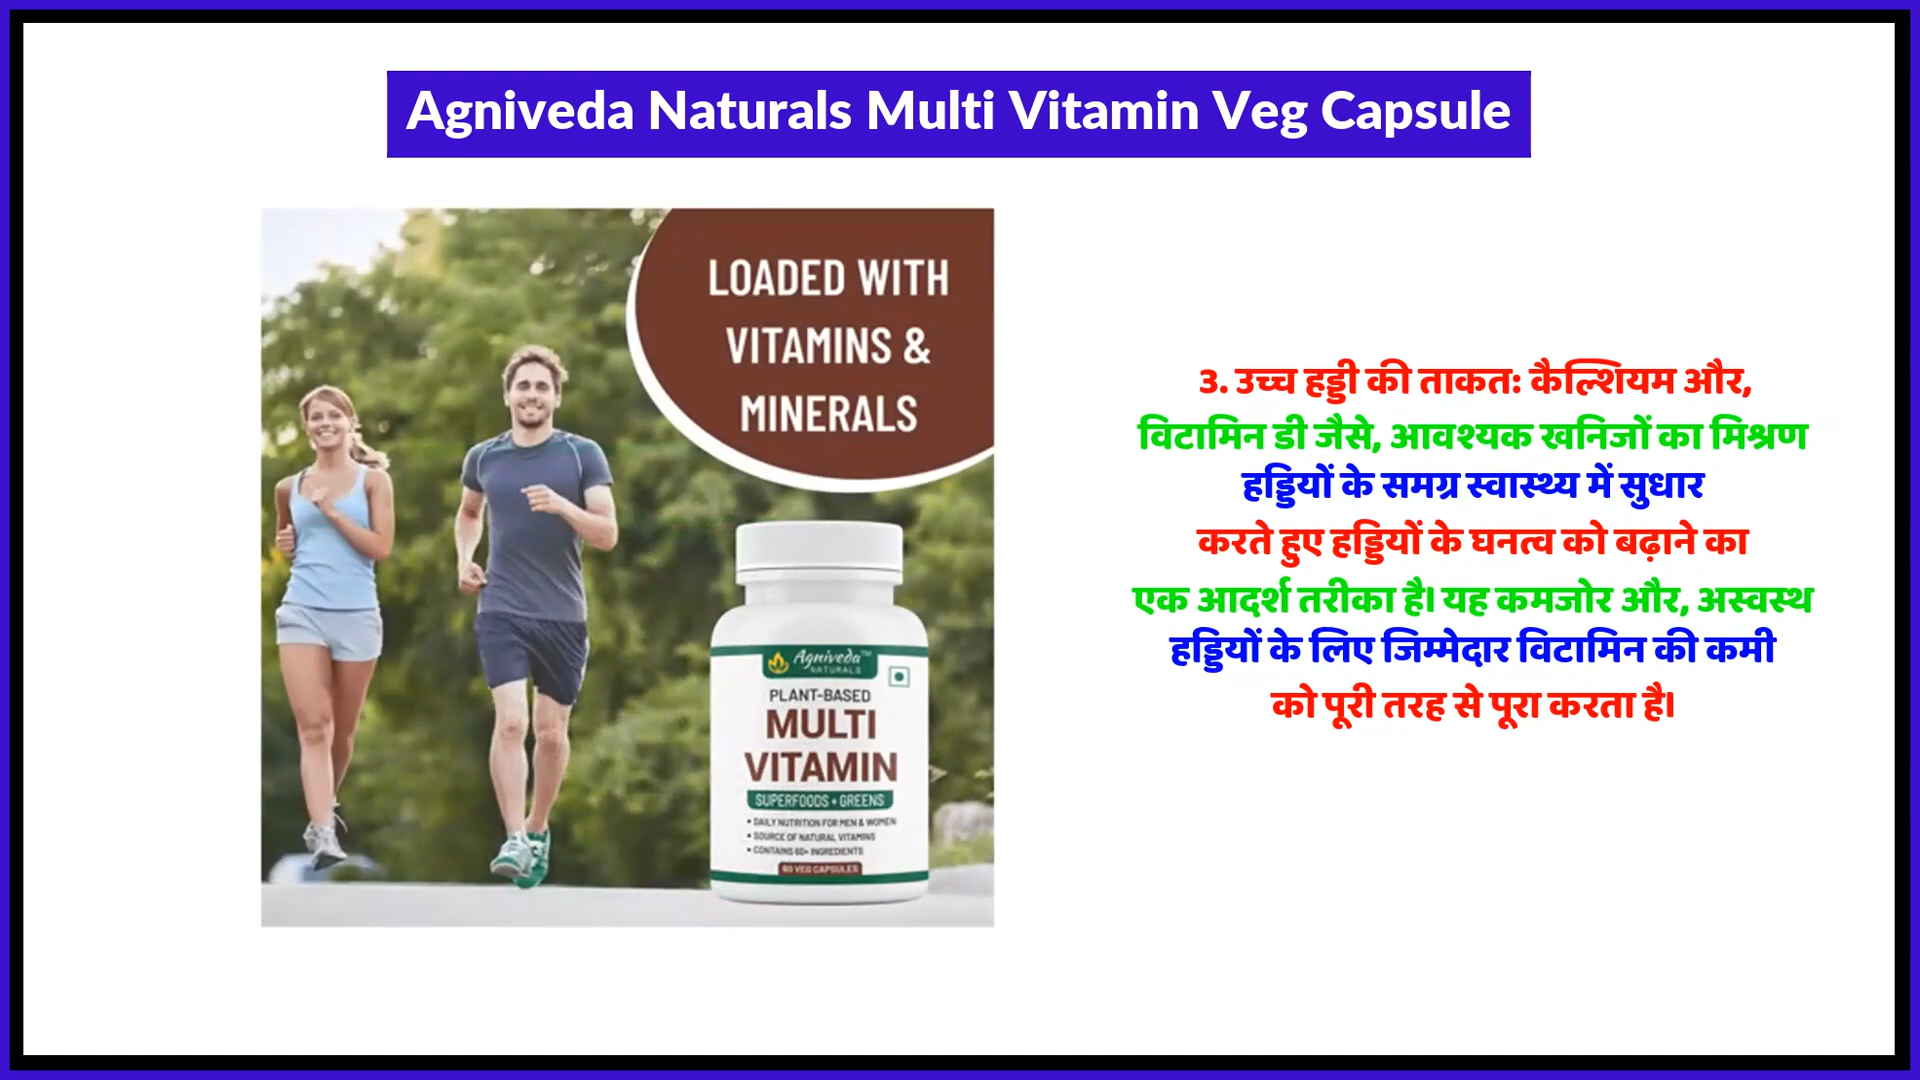 Agniveda Naturals Multi Vitamin Veg Capsule
LOADED WITH
VITAMINS &
MINERALS
Agniveda™
NATURALS
PLANT-BASED
MULTI
VITAMIN
SUPERFOODS + GREENS
• DAILY NUTRITION FOR MEN & WOMEN
• SOURCE OF NATURAL VITAMINS
• CONTAINS 60+ INGREDIENTS
60 VEG CAPSULES
3. उच्च हड्डी की ताकत: कैल्शियम और,
विटामिन डी जैसे, आवश्यक खनिजों का मिश्रण
हड्डियों के समग्र स्वास्थ्य में सुधार
करते हुए हड्डियों के घनत्व को बढ़ाने का
एक आदर्श तरीका है। यह कमजोर और, अस्वस्थ
हड्डियों के लिए जिम्मेदार विटामिन की कमी
को पूरी तरह से पूरा करता है।